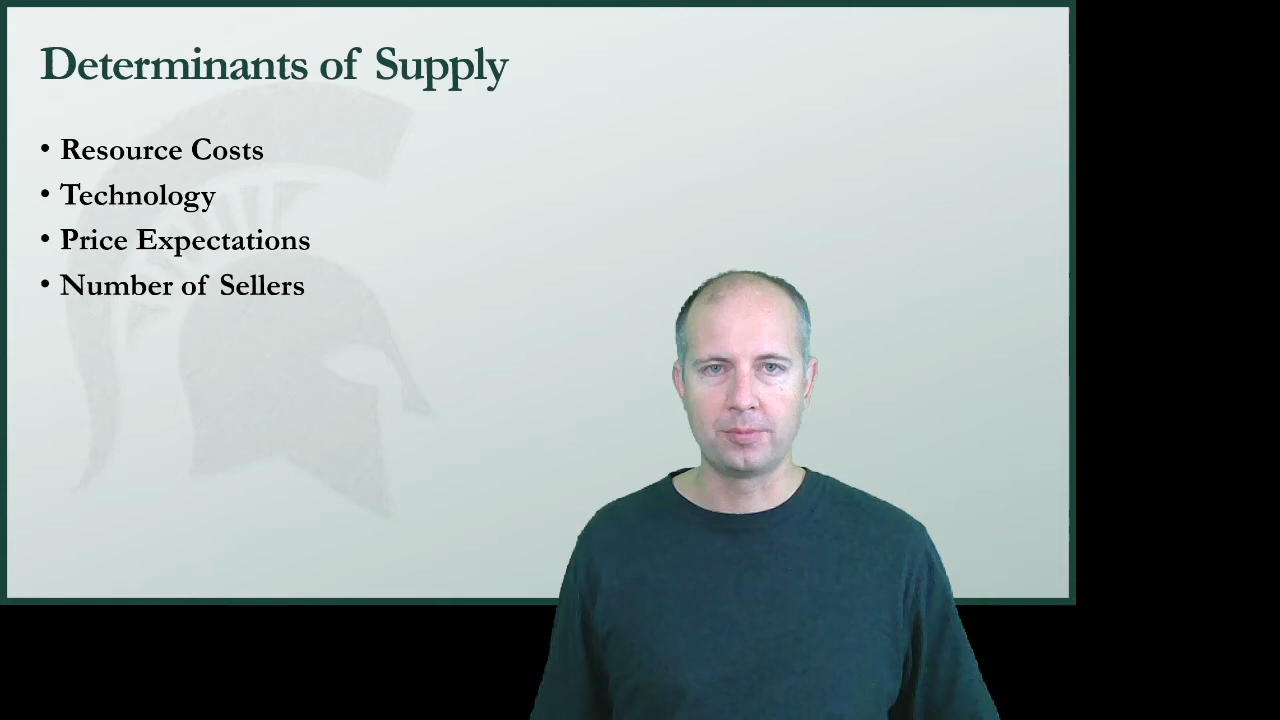 Determinants of Supply
• Resource Costs
• Technology
• Price Expectations
• Number of Sellers